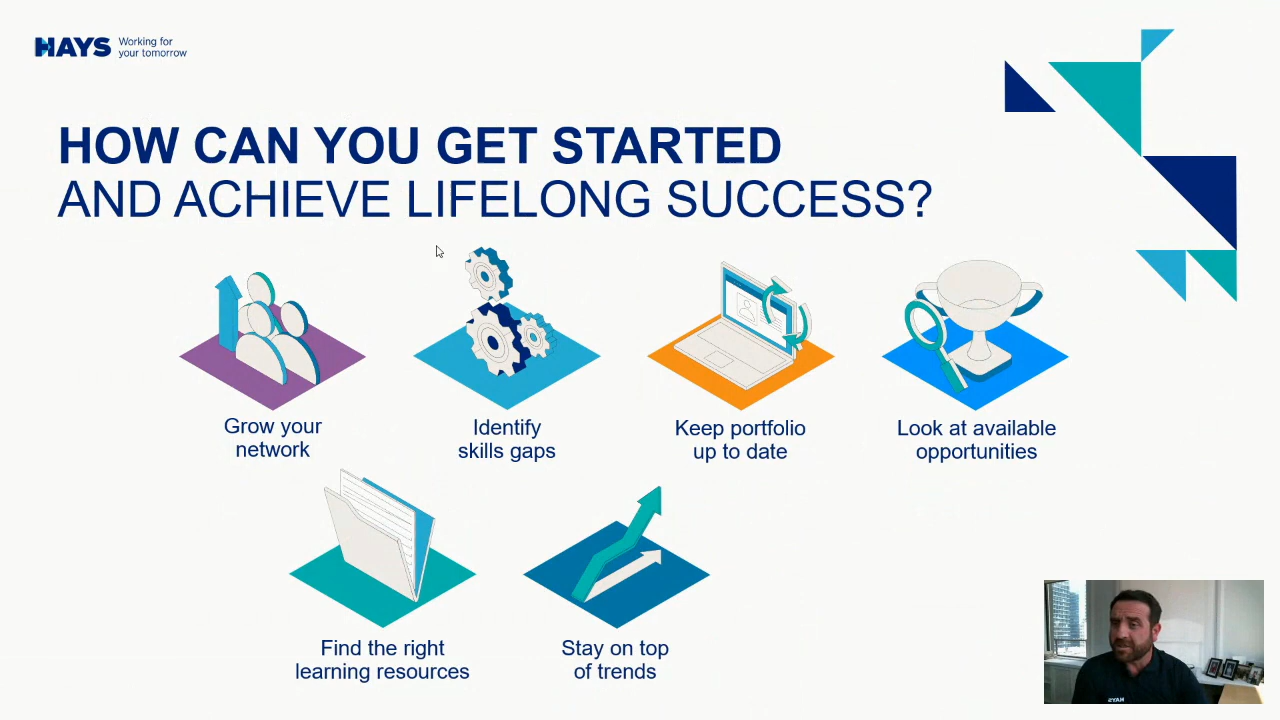 HAYS Working for
your tomorrow
HOW CAN YOU GET STARTED
AND ACHIEVE LIFELONG SUCCESS?
Grow your
network
Identify
skills gaps
Keep portfolio
up to date
Look at available
opportunities
Find the right
learning resources
Stay on top
of trends
HAYS